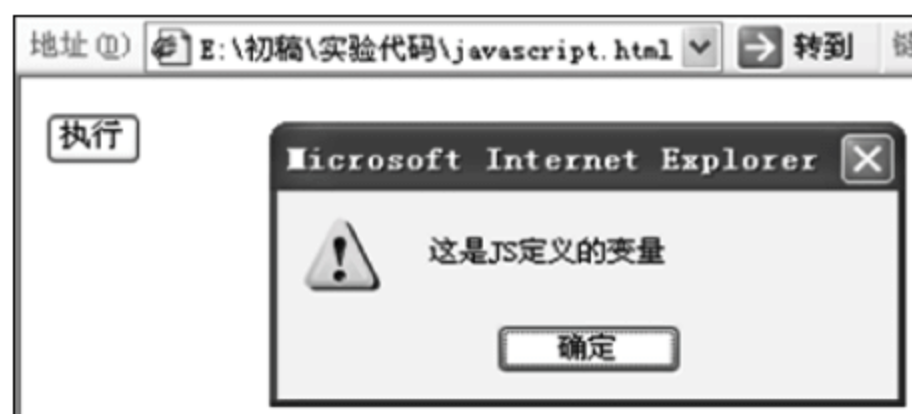 地址(D) E:\初稿\实验代码\javascript.html 转到
执行
Microsoft Internet Explorer
这是JS定义的变量
确定